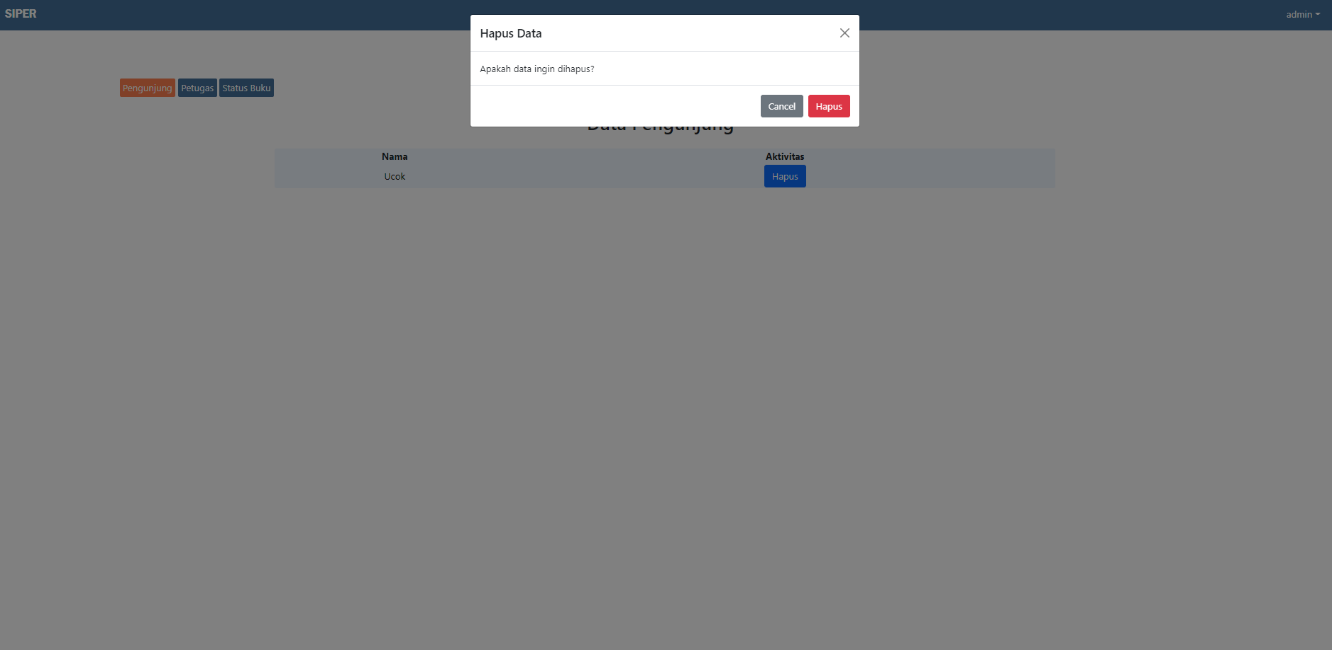 SIPER
admin
Hapus Data
Apakah data ingin dihapus?
Cancel Hapus
Pengunjung Petugas Status Buku
Data Pengunjung
Nama Aktivitas
Ucok Hapus